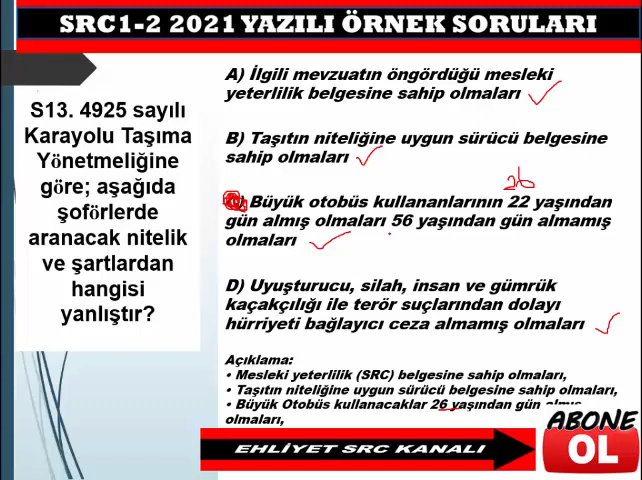 SRC1-2 2021 YAZILI ÖRNEK SORULARI
S13. 4925 sayılı
Karayolu Taşıma
Yönetmeliğine
göre; aşağıda
şoförlerde
aranacak nitelik
ve şartlardan
hangisi
yanlıştır?
A) İlgili mevzuatın öngördüğü mesleki
yeterlilik belgesine sahip olmaları
B) Taşıtın niteliğine uygun sürücü belgesine
sahip olmaları
26
Büyük otobüs kullananlarının 22 yaşından
gün almış olmaları 56 yaşından gün almamış
olmaları
D) Uyuşturucu, silah, insan ve gümrük
kaçakçılığı ile terör suçlarından dolayı
hürriyeti bağlayıcı ceza almamış olmaları
Açıklama:
• Mesleki yeterlilik (SRC) belgesine sahip olmaları,
• Taşıtın niteliğine uygun sürücü belgesine sahip olmaları,
• Büyük Otobüs kullanacaklar 26 yaşından gün almış
olmaları,
EHLİYET SRC KANALI
ABONE
OL